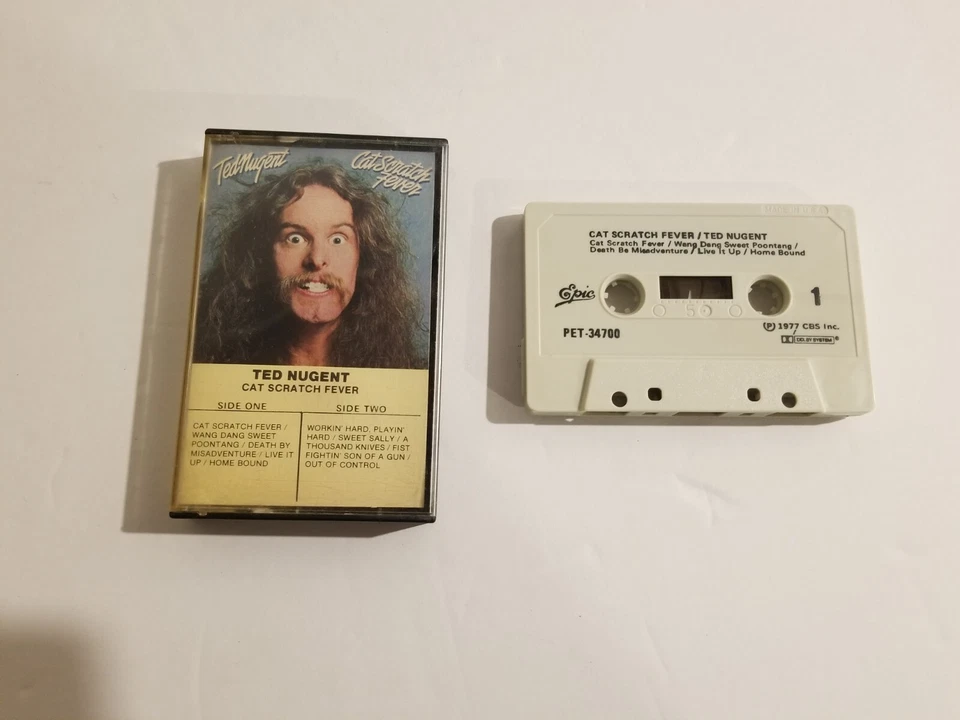 Ted Nugent
Cat Scratch
Fever
TED NUGENT
CAT SCRATCH FEVER
SIDE ONE
CAT SCRATCH FEVER /
WANG DANG SWEET
POONTANG / DEATH BY
MISADVENTURE / LIVE IT
UP / HOME BOUND
SIDE TWO
WORKIN' HARD, PLAYIN'
HARD / SWEET SALLY / A
THOUSAND KNIVES / FIST
FIGHTIN' SON OF A GUN /
OUT OF CONTROL
CAT SCRATCH FEVER / TED NUGENT
Cat Scratch Fever / Wang Dang Sweet Poontang /
Death Be Misadventure / Live It Up / Home Bound
Epic
50
1
PET-34700
Ⓟ 1977 CBS Inc.
DOLBY SYSTEM®